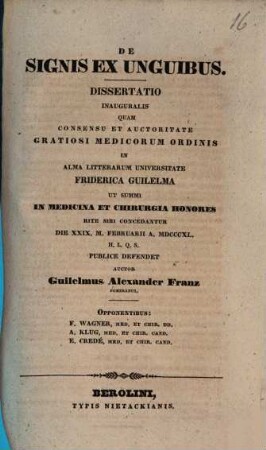 16
DE
SIGNIS EX UNGUIBUS.
DISSERTATIO
INAUGURALIS
QUAM
CONSENSU ET AUCTORITATE
GRATIOSI MEDICORUM ORDINIS
IN
ALMA LITTERARUM UNIVERSITATE
FRIDERICA GUILELMA
UT SUMMI
IN MEDICINA ET CHIRURGIA HONORES
RITE SIBI CONCEDANTUR
DIE XXIX. M. FEBRUARII A. MDCCCXL.
H. L. Q. S.
PUBLICE DEFENDET
AUCTOR
Guilelmus Alexander Franz
OPPONENTIBUS:
F. WAGNER, MED. ET CHIR. DD.
A. KLUG, MED. ET CHIR. CAND.
E. CREDÉ, MED. ET CHIR. CAND.
BEROLINI,
TYPIS NIETACKIANIS.